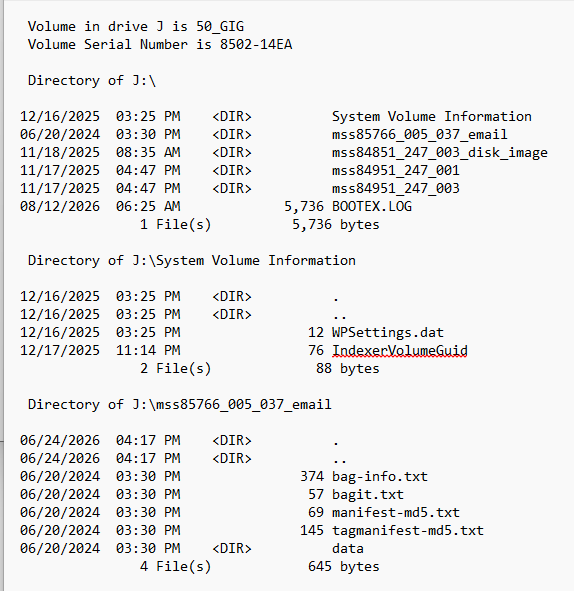 Volume in drive J is 50_GIG
Volume Serial Number is 8502-14EA
Directory of J:\
12/16/2025  03:25 PM    <DIR>          System Volume Information
06/20/2024  03:30 PM    <DIR>          mss85766_005_037_email
11/18/2025  08:35 AM    <DIR>          mss84851_247_003_disk_image
11/17/2025  04:47 PM    <DIR>          mss84951_247_001
11/17/2025  04:47 PM    <DIR>          mss84951_247_003
08/12/2026  06:25 AM             5,736 BOOTEX.LOG
1 File(s)          5,736 bytes
Directory of J:\System Volume Information
12/16/2025  03:25 PM    <DIR>          .
12/16/2025  03:25 PM    <DIR>          ..
12/16/2025  03:25 PM                12 WPSettings.dat
12/17/2025  11:14 PM                76 IndexerVolumeGuid
2 File(s)             88 bytes
Directory of J:\mss85766_005_037_email
06/24/2026  04:17 PM    <DIR>          .
06/24/2026  04:17 PM    <DIR>          ..
06/20/2024  03:30 PM               374 bag-info.txt
06/20/2024  03:30 PM                57 bagit.txt
06/20/2024  03:30 PM                69 manifest-md5.txt
06/20/2024  03:30 PM               145 tagmanifest-md5.txt
06/20/2024  03:30 PM    <DIR>          data
4 File(s)            645 bytes